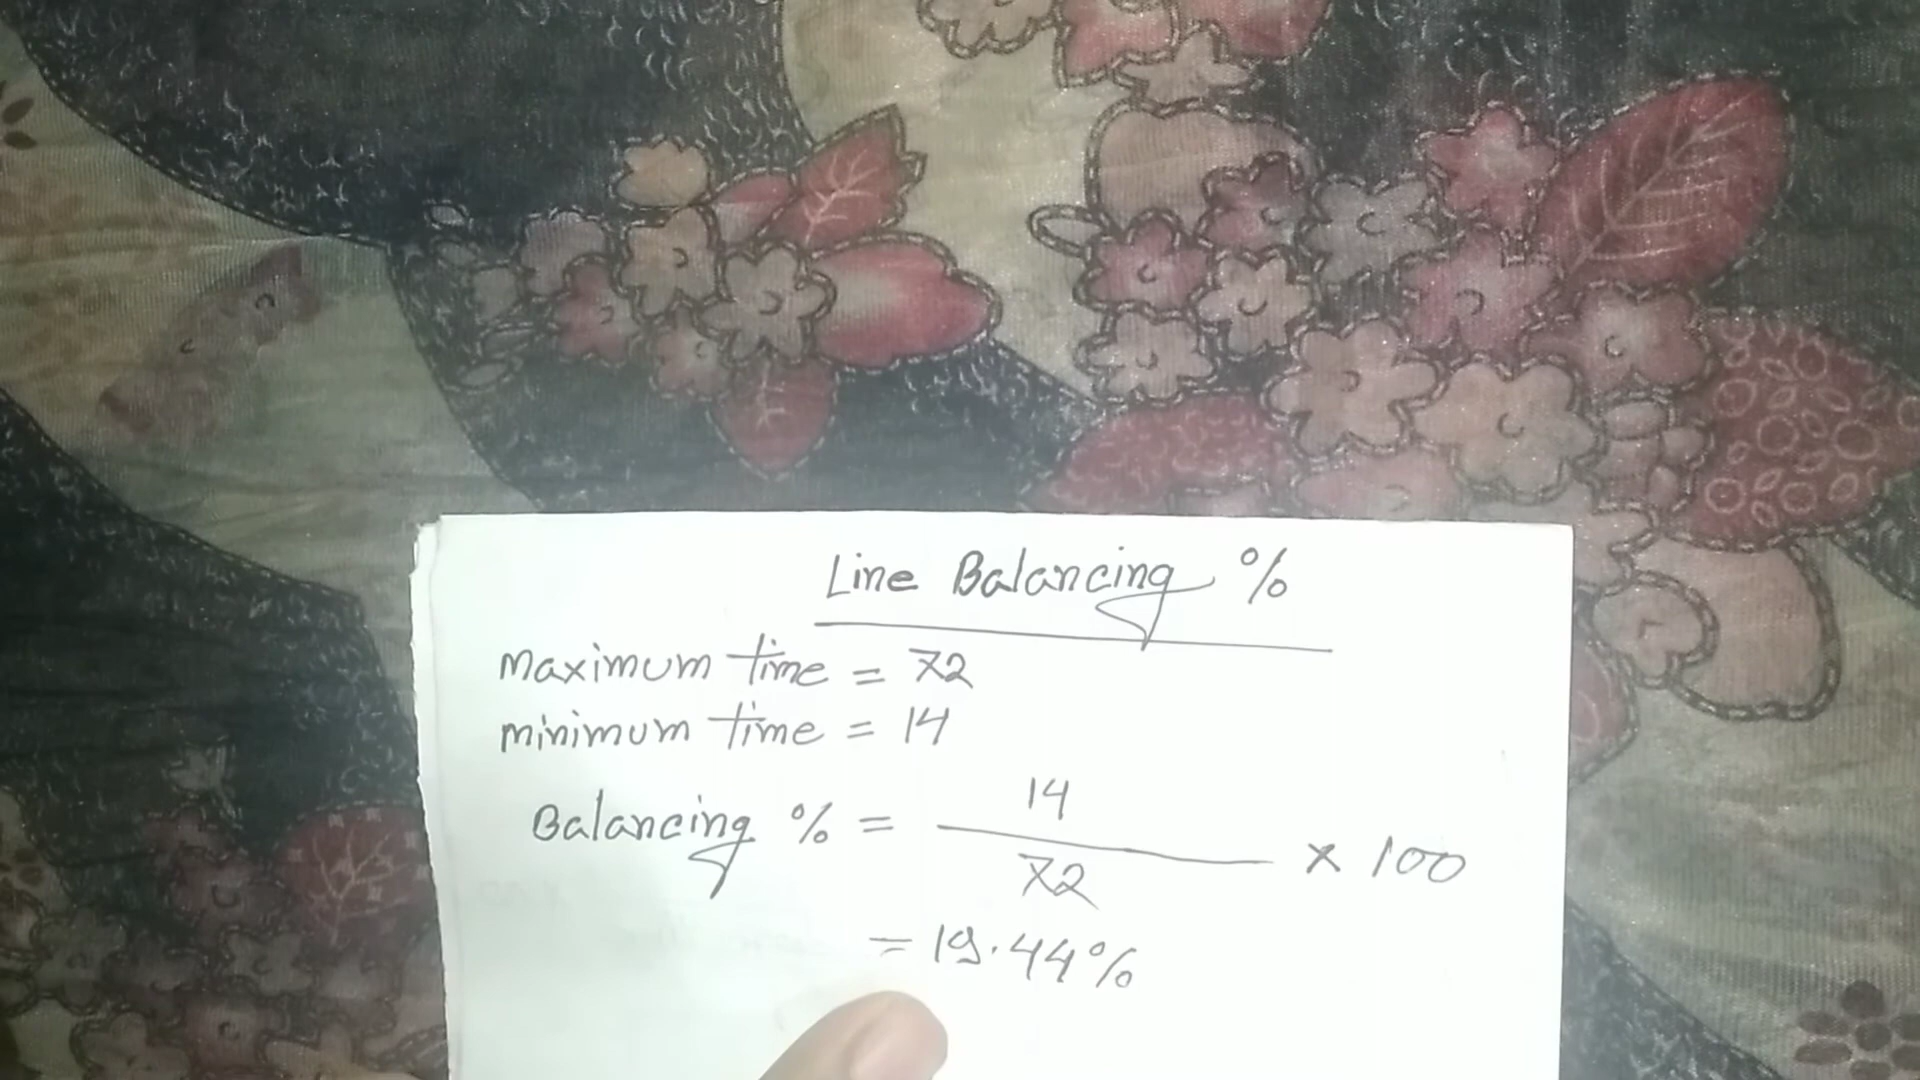 Line Balancing %
Maximum time = 72
minimum time = 14
Balancing % = 14 / 72 × 100
= 19.44%